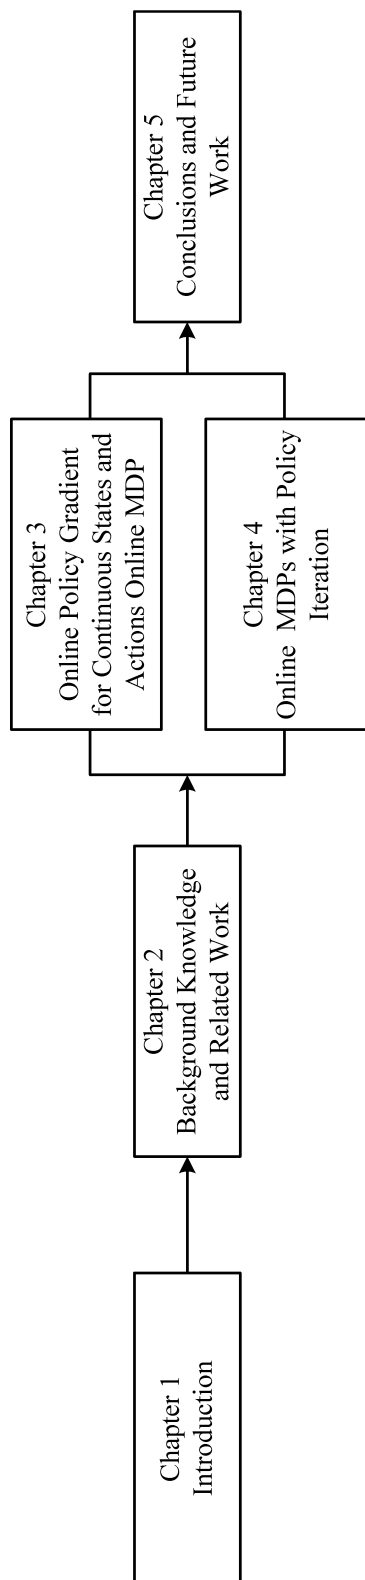 Chapter 1
Introduction
Chapter 2
Background Knowledge
and Related Work
Chapter 3
Online Policy Gradient
for Continuous States and
Actions Online MDP
Chapter 4
Online MDPs with Policy
Iteration
Chapter 5
Conclusions and Future
Work